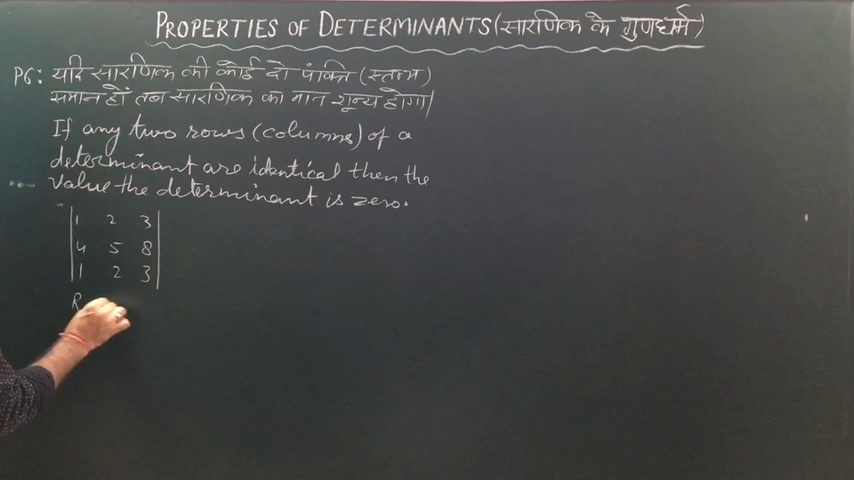 PROPERTIES OF DETERMINANTS (सारणिक के गुणधर्म)
P6: यदि सारणिक की कोई दो पंक्ति (स्तम्भ)
समान हों तब सारणिक का मान शून्य होगा।
If any two rows (columns) of a
determinant are identical then the
value the determinant is zero.
1 2 3
4 5 8
1 2 3
R